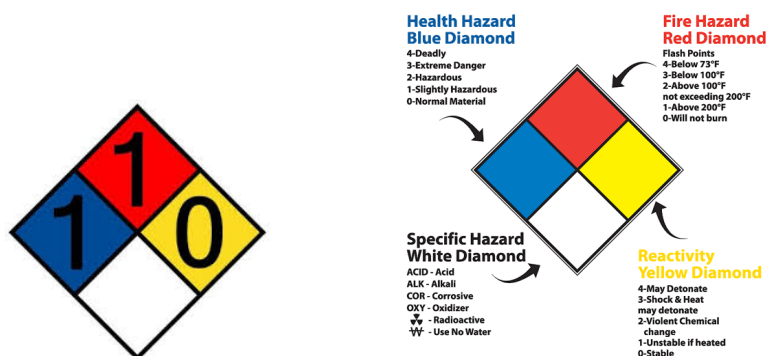 1
1
0
Health Hazard
Blue Diamond
4-Deadly
3-Extreme Danger
2-Hazardous
1-Slightly Hazardous
0-Normal Material
Fire Hazard
Red Diamond
Flash Points
4-Below 73°F
3-Below 100°F
2-Above 100°F
not exceeding 200°F
1-Above 200°F
0-Will not burn
Specific Hazard
White Diamond
ACID - Acid
ALK - Alkali
COR - Corrosive
OXY - Oxidizer
☢ - Radioactive
W̶ - Use No Water
Reactivity
Yellow Diamond
4-May Detonate
3-Shock & Heat
may detonate
2-Violent Chemical
change
1-Unstable if heated
0-Stable